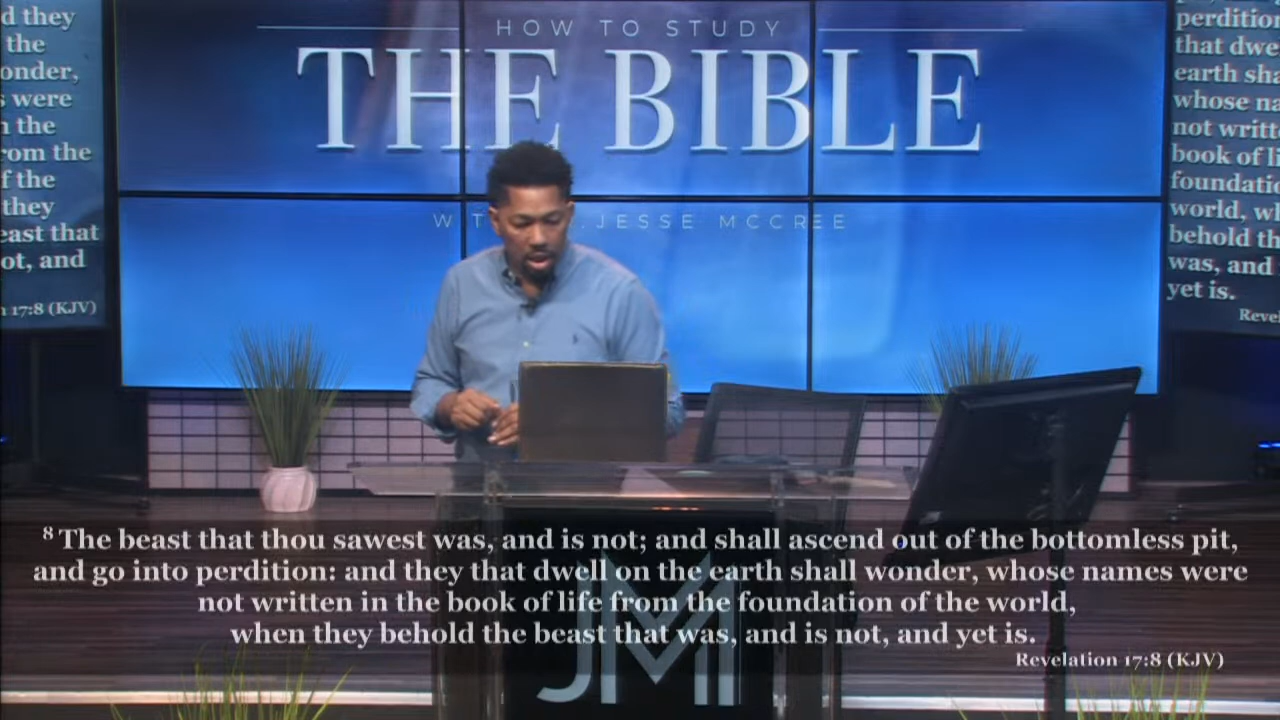 HOW TO STUDY
THE BIBLE
JESSE MCCREE
d they
the
onder,
were
the
rom the
f the
they
east that
ot, and
17:8 (KJV)
perdition
that dwe
earth sha
whose na
not writt
book of li
foundatio
world, wh
behold th
was, and
yet is.
Revel
8 The beast that thou sawest was, and is not; and shall ascend out of the bottomless pit,
and go into perdition: and they that dwell on the earth shall wonder, whose names were
not written in the book of life from the foundation of the world,
when they behold the beast that was, and is not, and yet is.
Revelation 17:8 (KJV)
JMM